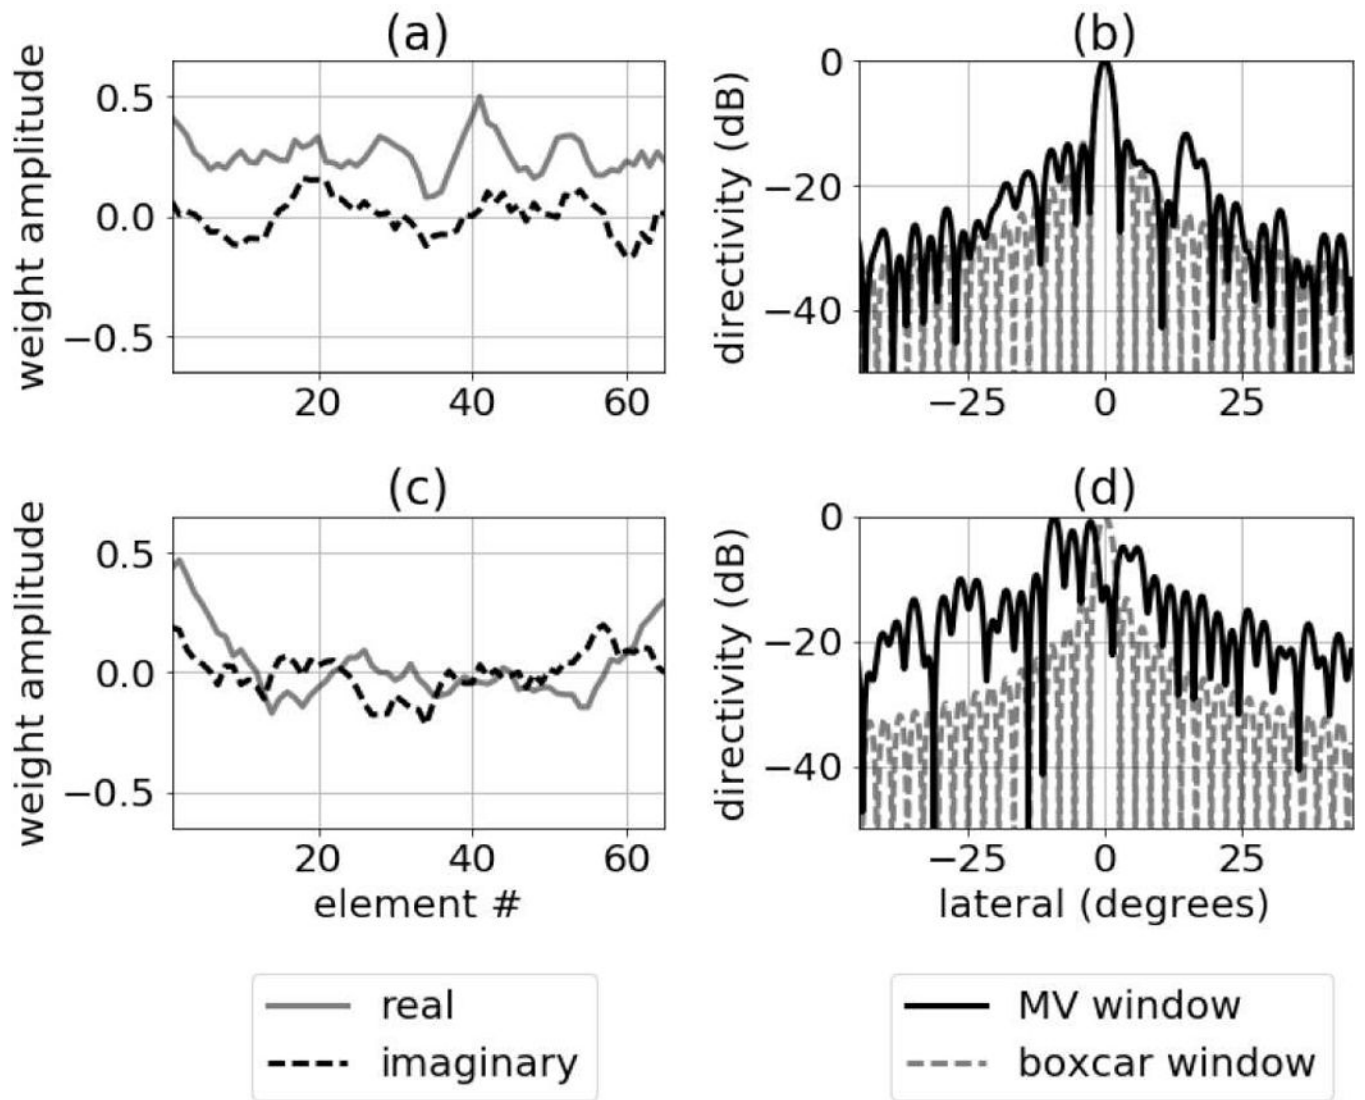 (a)
weight amplitude
0.5
0.0
−0.5
20 40 60
(b)
directivity (dB)
0
−20
−40
−25 0 25
(c)
weight amplitude
0.5
0.0
−0.5
20 40 60
element #
(d)
directivity (dB)
0
−20
−40
−25 0 25
lateral (degrees)
real
imaginary
MV window
boxcar window